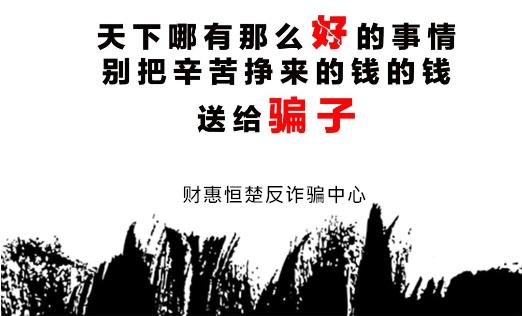 天下哪有那么好的事情
别把辛苦挣来的钱的钱
送给骗子
财惠恒楚反诈骗中心